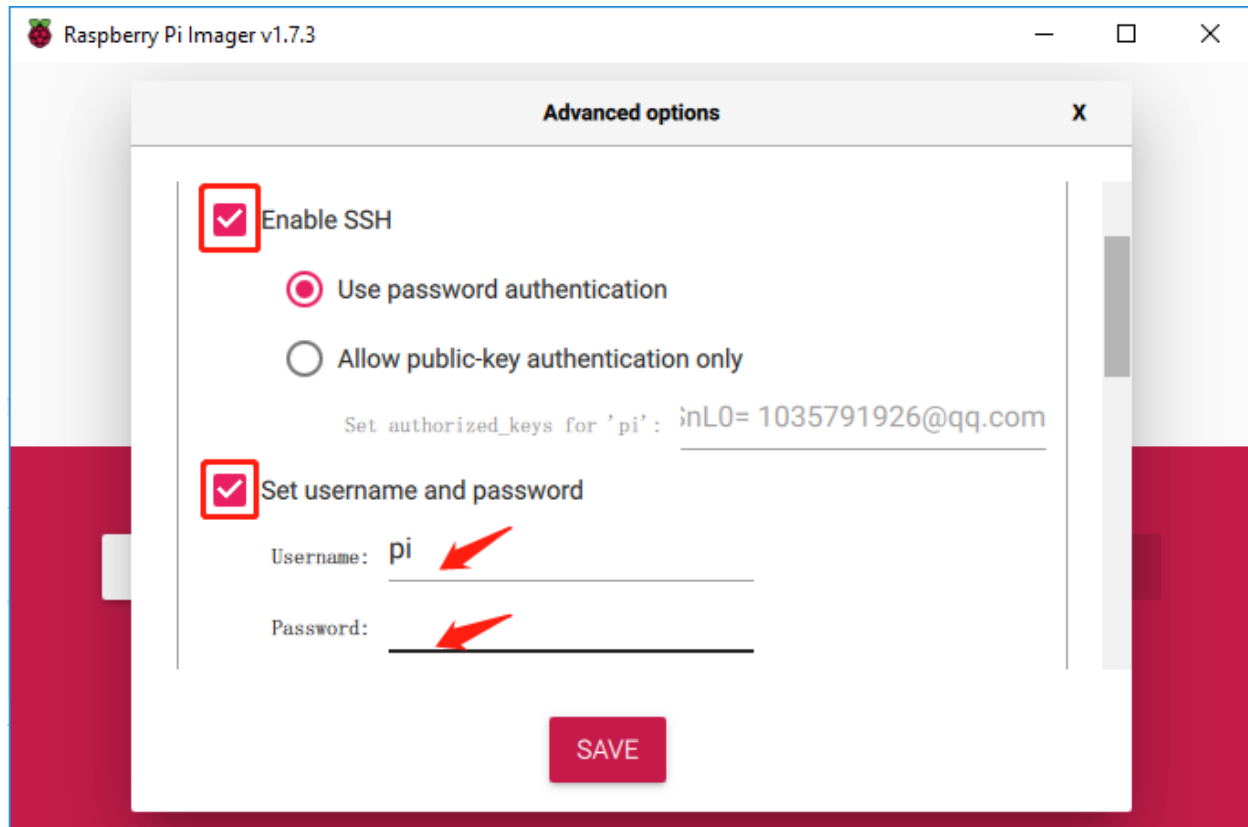 Raspberry Pi Imager v1.7.3
Advanced options X
Enable SSH
Use password authentication
Allow public-key authentication only
Set authorized_keys for 'pi': nL0= 1035791926@qq.com
Set username and password
Username: pi
Password:
SAVE